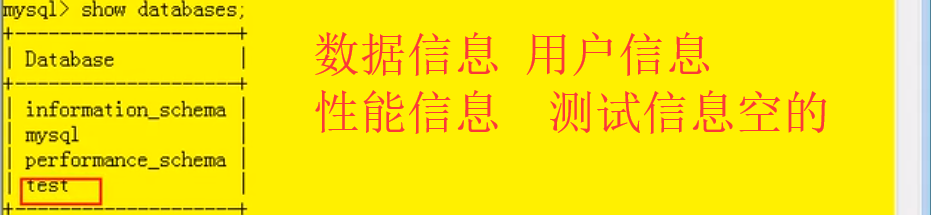 mysql> show databases;
+--------------------+
| Database           |
+--------------------+
| information_schema |
| mysql              |
| performance_schema |
| test               |
+--------------------+
数据信息 用户信息
性能信息 测试信息空的